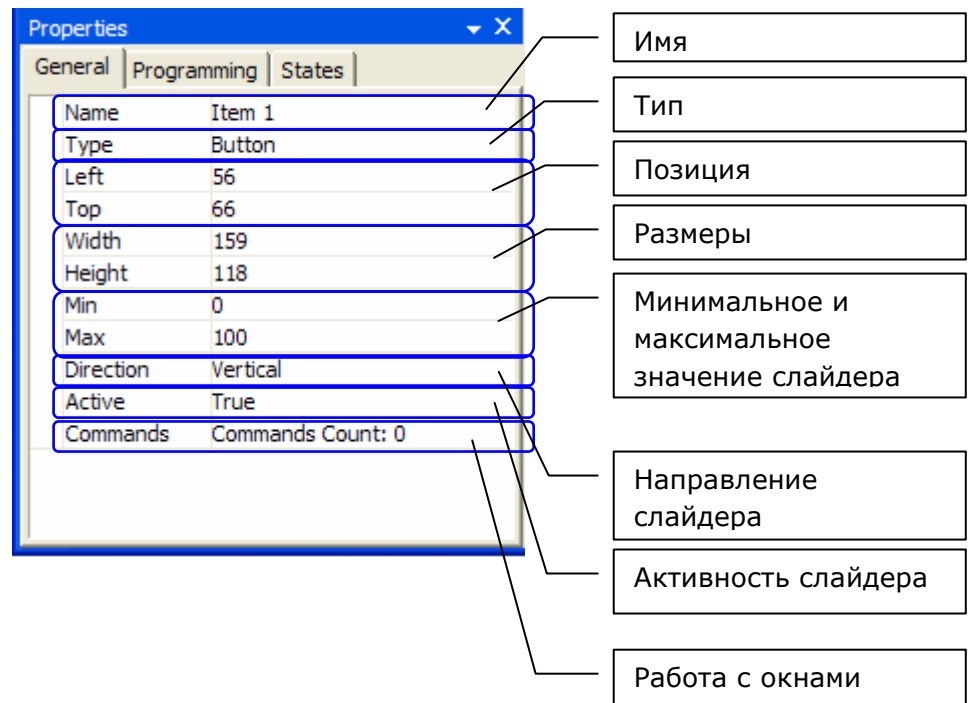 Properties
General Programming States
Name Item 1
Type Button
Left 56
Top 66
Width 159
Height 118
Min 0
Max 100
Direction Vertical
Active True
Commands Commands Count: 0
Имя
Тип
Позиция
Размеры
Минимальное и
максимальное
значение слайдера
Направление
слайдера
Активность слайдера
Работа с окнами